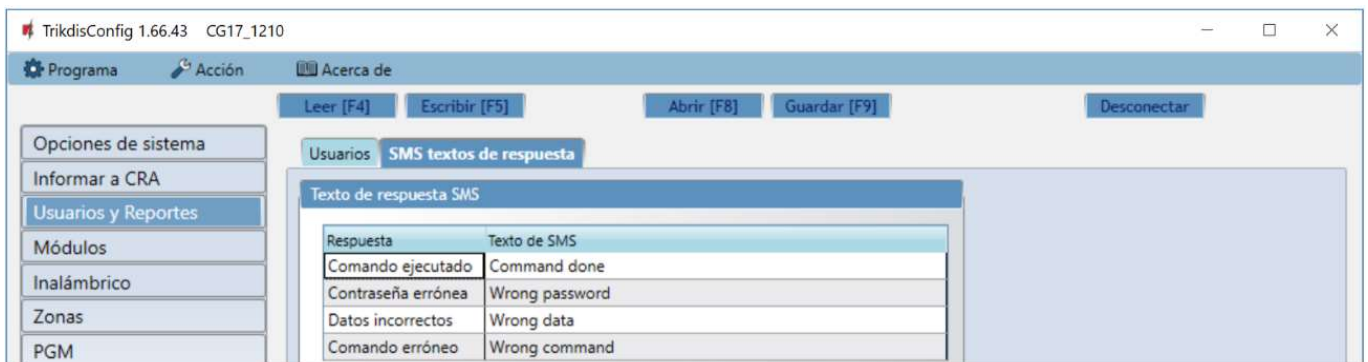 TrikdisConfig 1.66.43 CG17_1210
Programa Acción Acerca de
Leer [F4] Escribir [F5] Abrir [F8] Guardar [F9] Desconectar
Opciones de sistema
Informar a CRA
Usuarios y Reportes
Módulos
Inalámbrico
Zonas
PGM
Usuarios SMS textos de respuesta
Texto de respuesta SMS
Respuesta Texto de SMS
Comando ejecutado Command done
Contraseña errónea Wrong password
Datos incorrectos Wrong data
Comando erróneo Wrong command